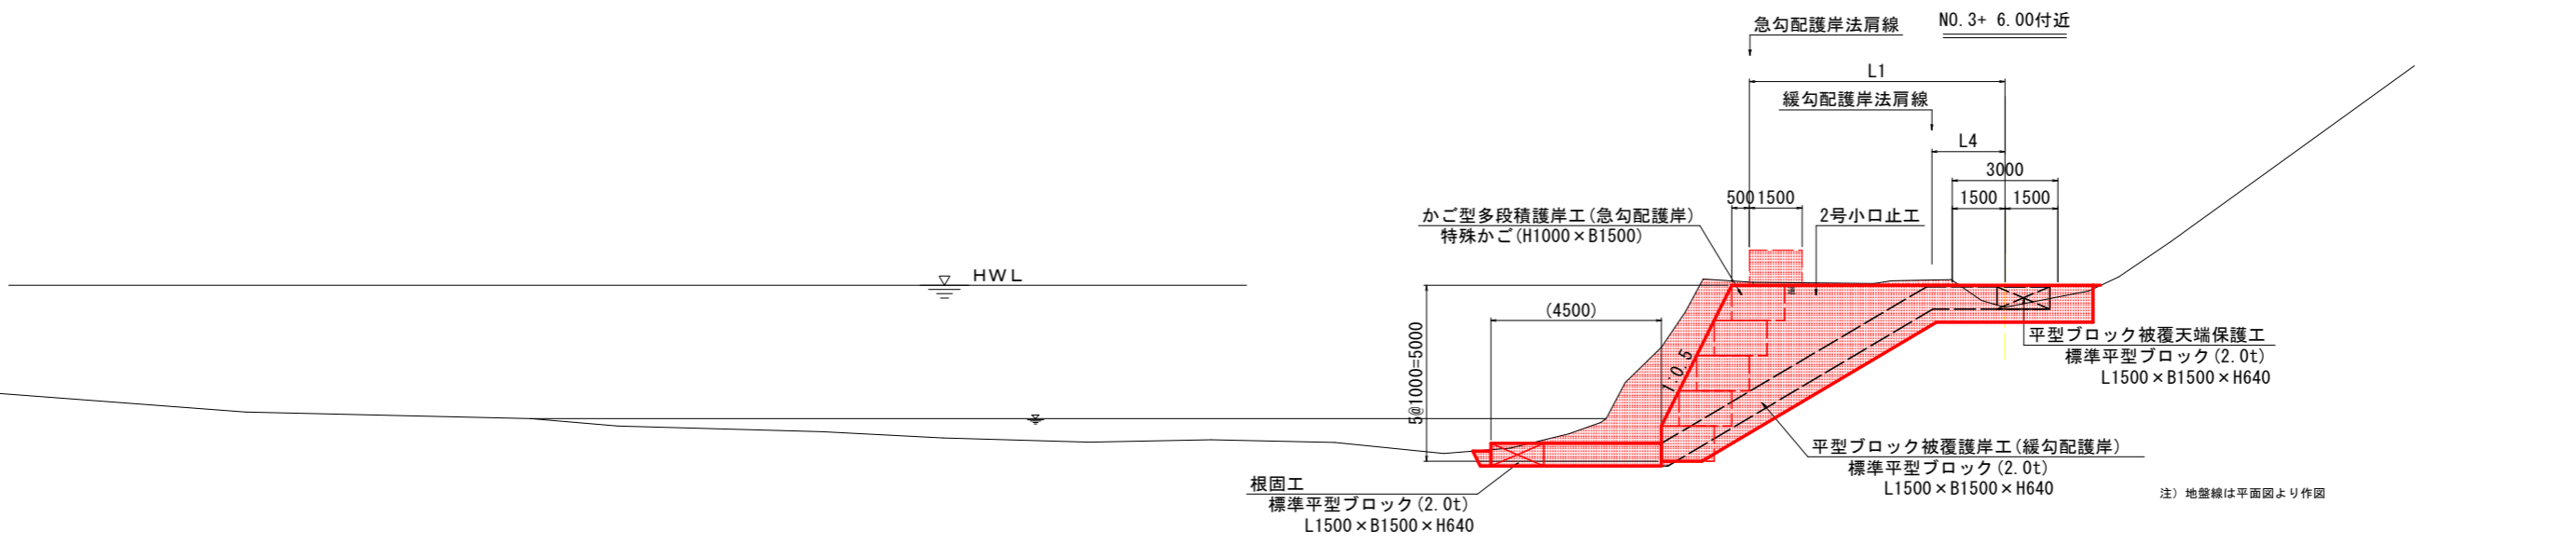 急勾配護岸法肩線
NO.3+ 6.00付近
L1
緩勾配護岸法肩線
L4
3000
500
1500
1500
1500
かご型多段積護岸工(急勾配護岸)
特殊かご(H1000×B1500)
2号小口止工
HWL
(4500)
5@1000=5000
1:0.5
平型ブロック被覆天端保護工
標準平型ブロック(2.0t)
L1500×B1500×H640
平型ブロック被覆護岸工(緩勾配護岸)
標準平型ブロック(2.0t)
L1500×B1500×H640
根固工
標準平型ブロック(2.0t)
L1500×B1500×H640
注) 地盤線は平面図より作図